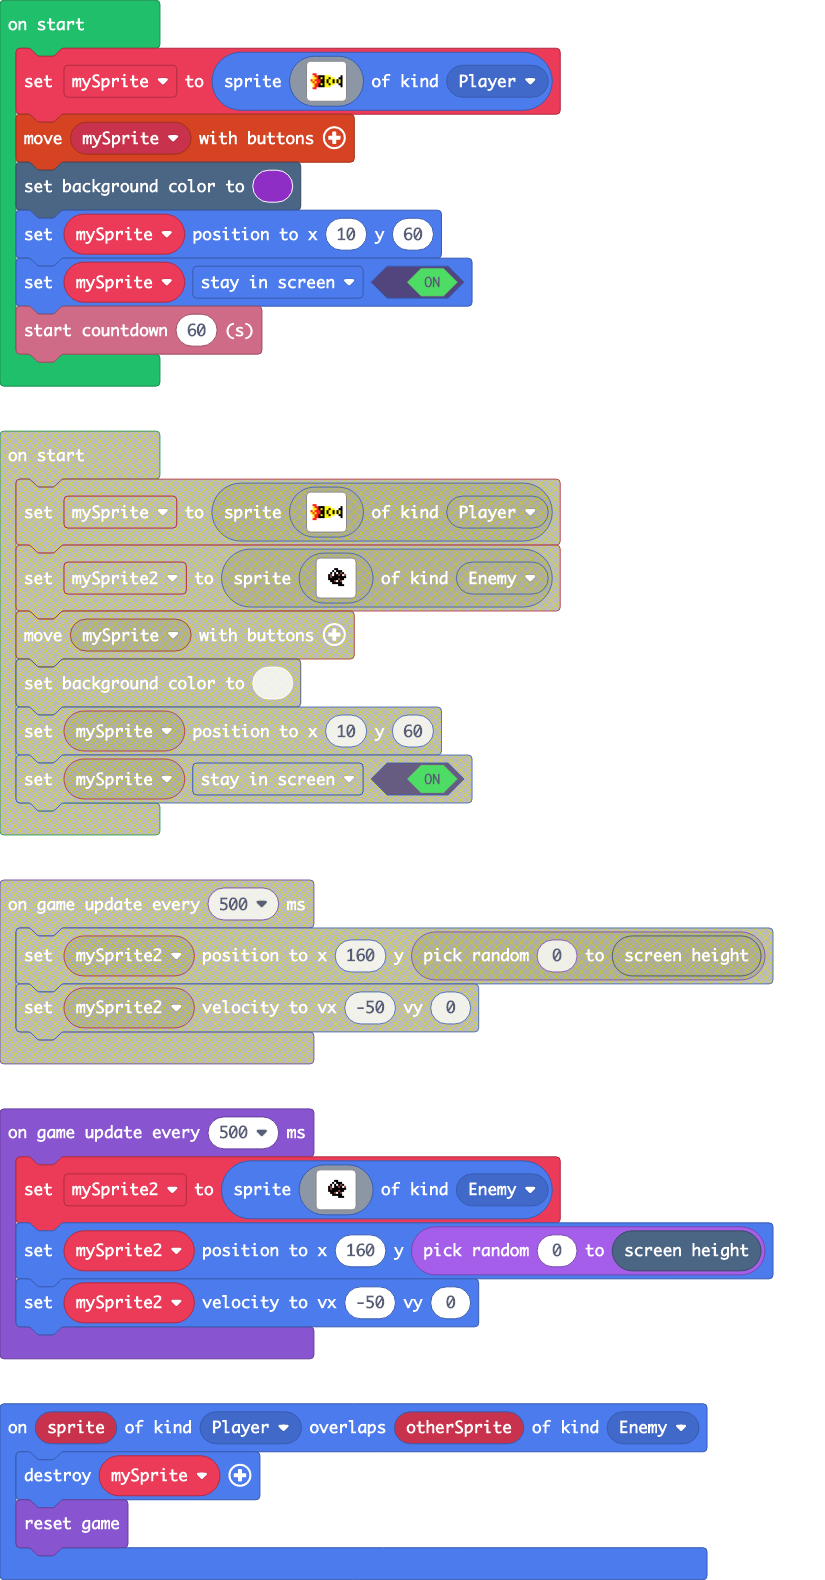 on start
set mySprite to sprite of kind Player
move mySprite with buttons
set background color to
set mySprite position to x 10 y 60
set mySprite stay in screen ON
start countdown 60 (s)
on start
set mySprite to sprite of kind Player
set mySprite2 to sprite of kind Enemy
move mySprite with buttons
set background color to
set mySprite position to x 10 y 60
set mySprite stay in screen ON
on game update every 500 ms
set mySprite2 position to x 160 y pick random 0 to screen height
set mySprite2 velocity to vx -50 vy 0
on game update every 500 ms
set mySprite2 to sprite of kind Enemy
set mySprite2 position to x 160 y pick random 0 to screen height
set mySprite2 velocity to vx -50 vy 0
on sprite of kind Player overlaps otherSprite of kind Enemy
destroy mySprite
reset game